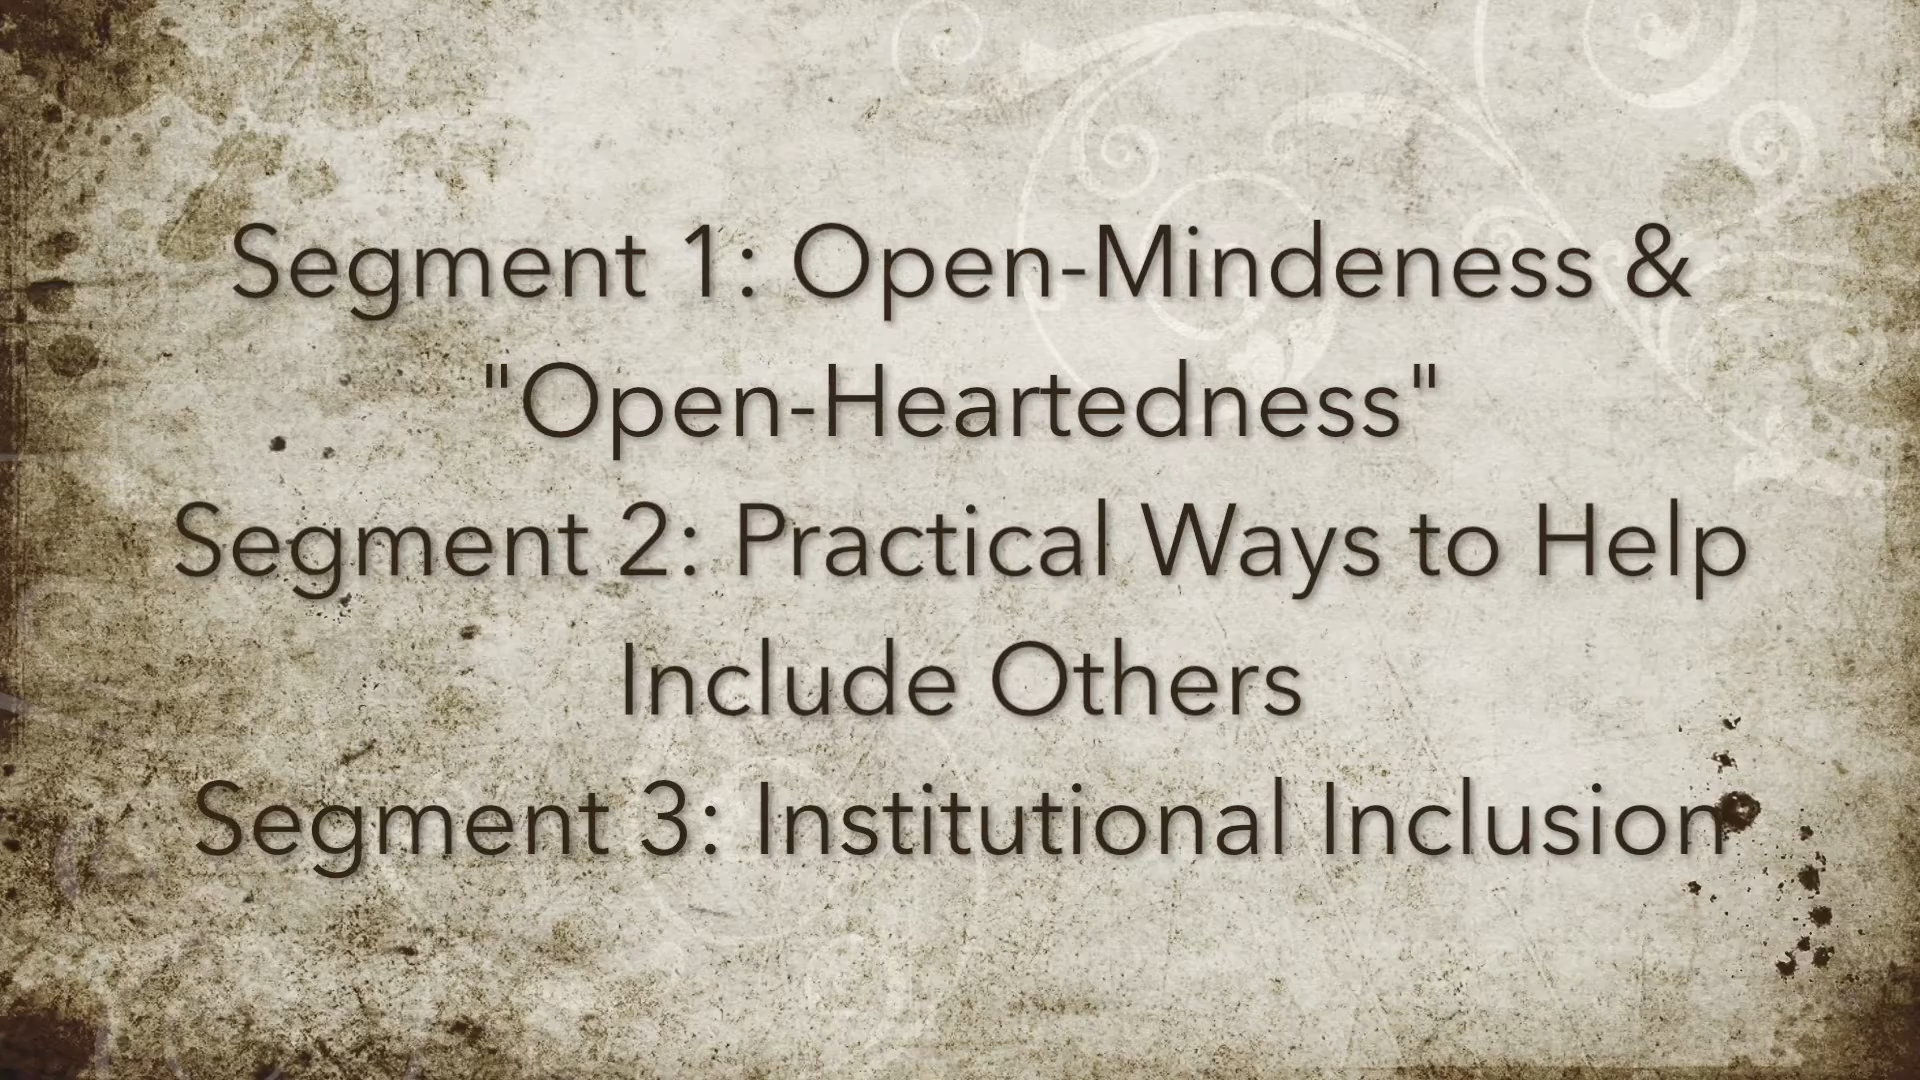 Segment 1: Open-Mindeness &
"Open-Heartedness"
Segment 2: Practical Ways to Help
Include Others
Segment 3: Institutional Inclusion